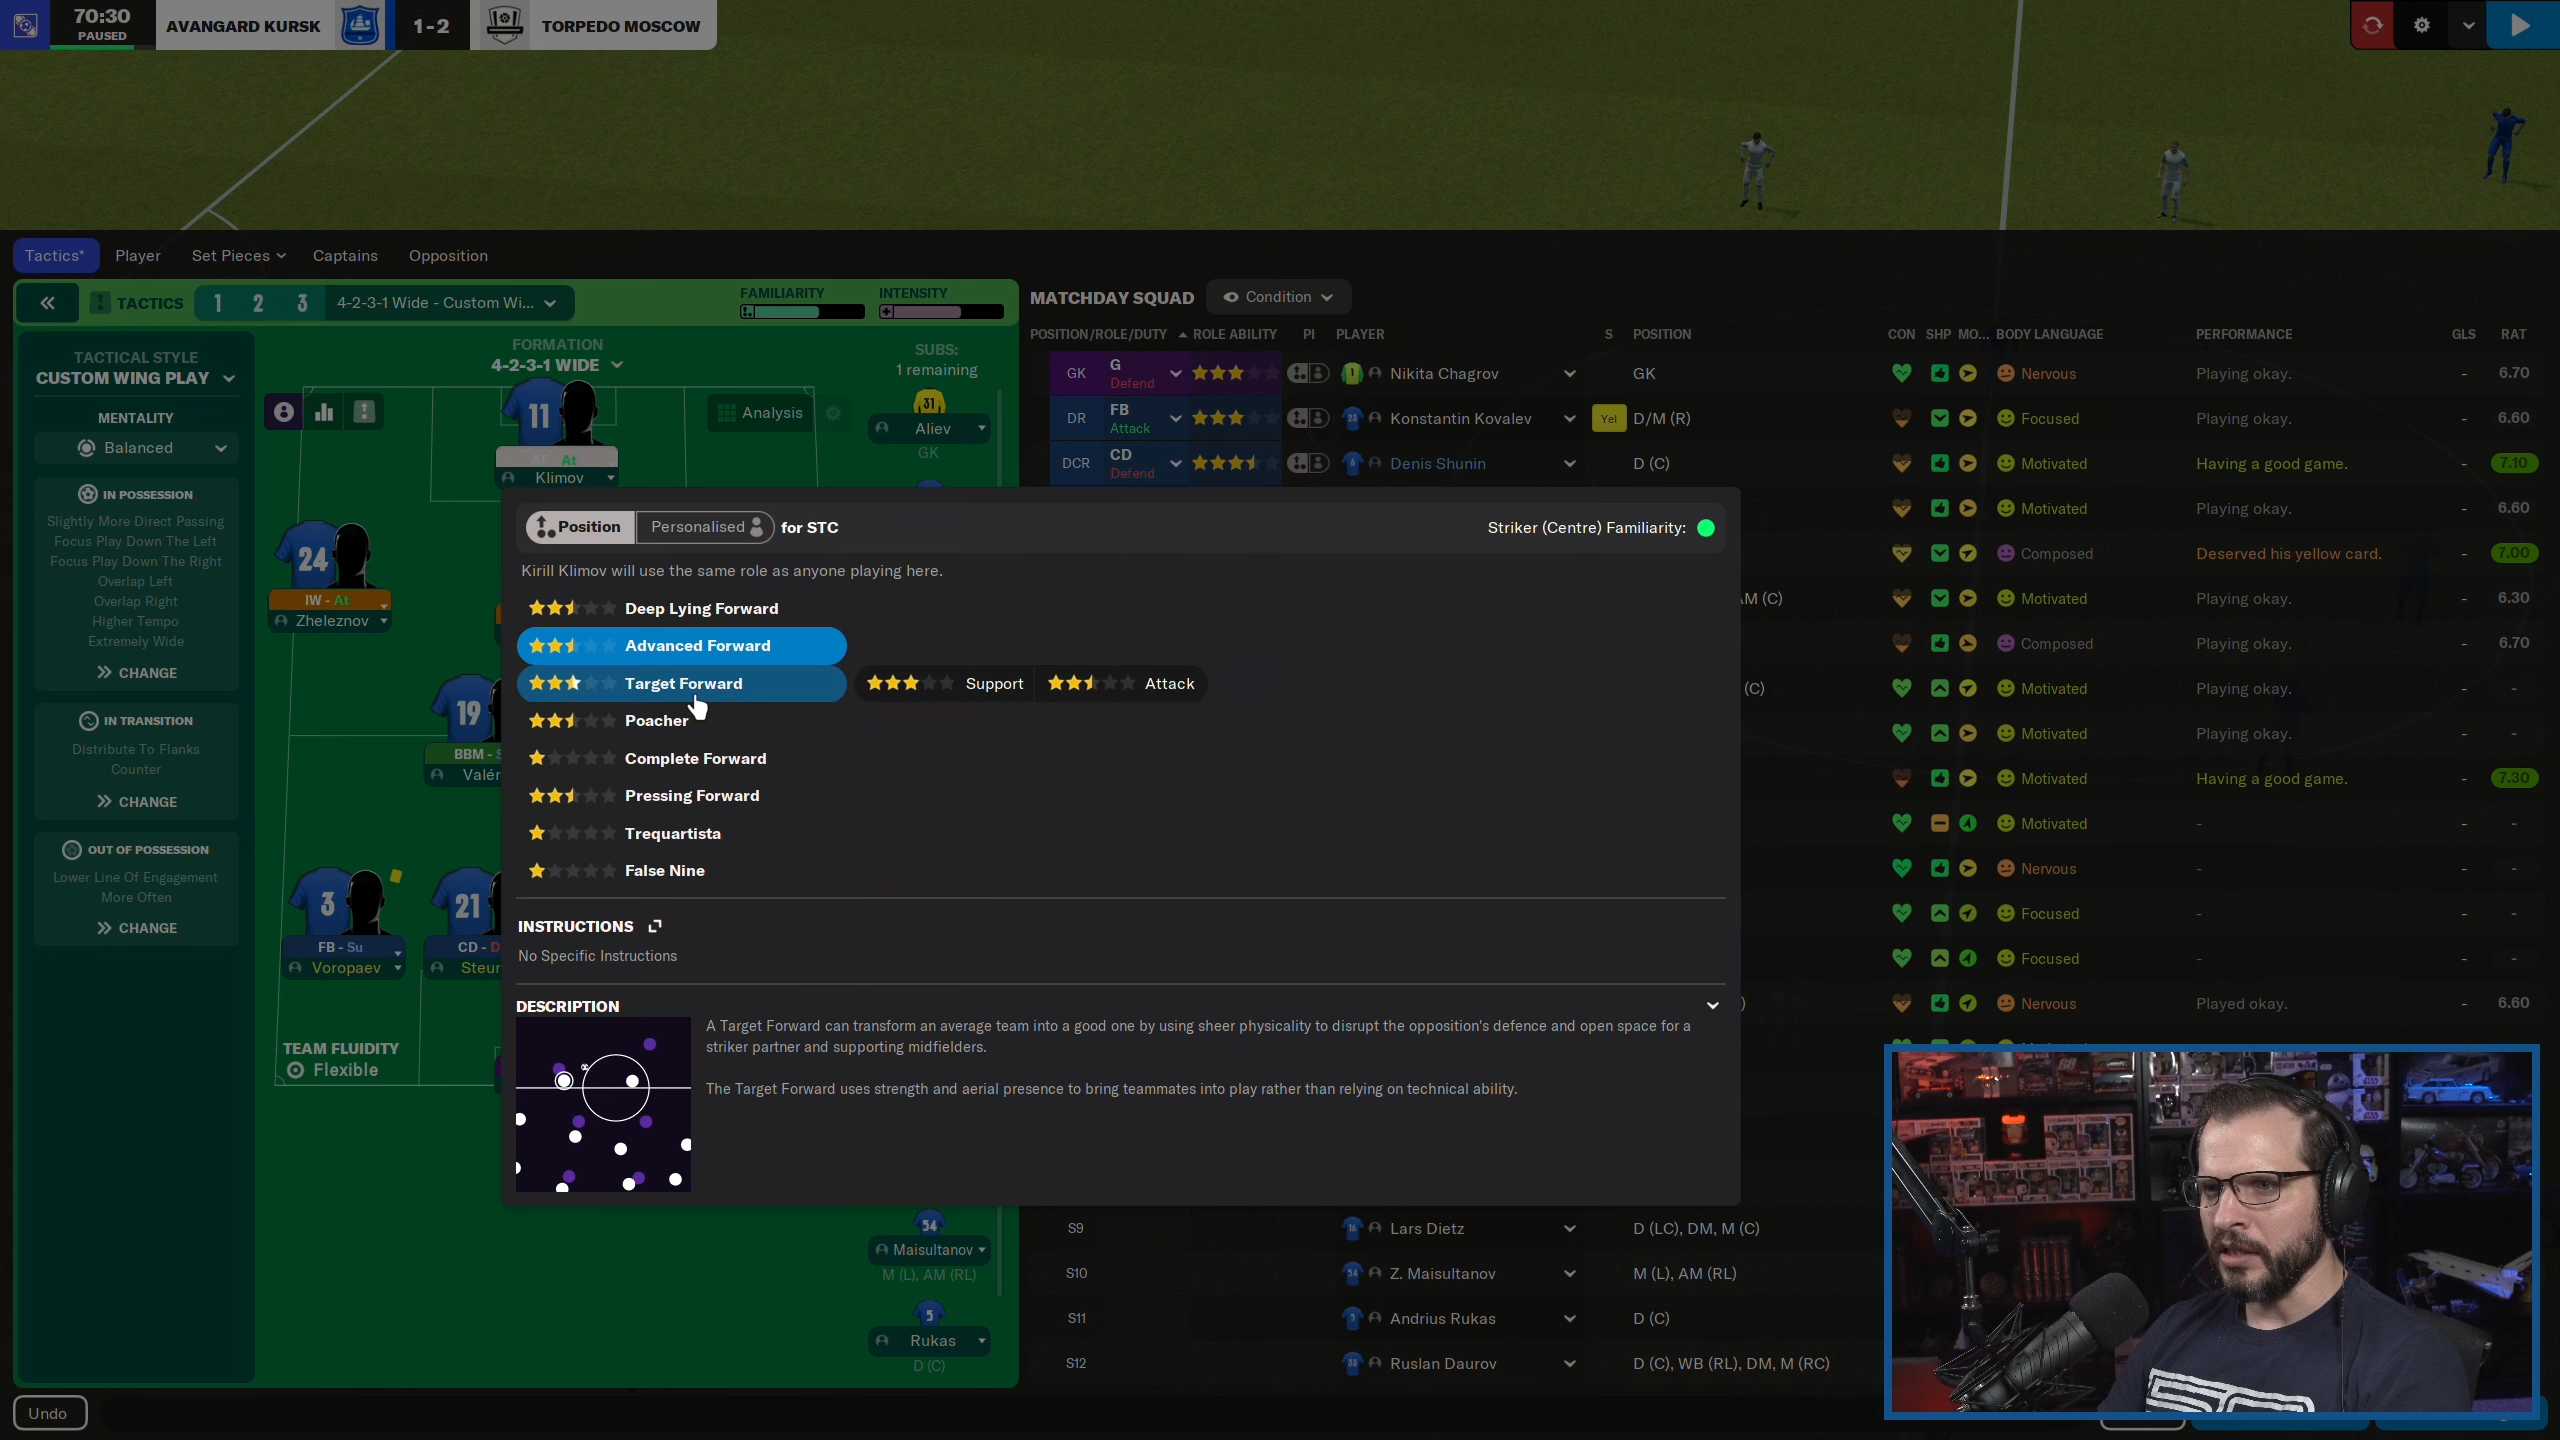 70:30
PAUSED
AVANGARD KURSK
1 - 2
TORPEDO MOSCOW
Tactics*
Player
Set Pieces
Captains
Opposition
TACTICS
1 2 3
4-2-3-1 Wide - Custom Wi...
FAMILIARITY
INTENSITY
TACTICAL STYLE
CUSTOM WING PLAY
MENTALITY
Balanced
IN POSSESSION
Slightly More Direct Passing
Focus Play Down The Left
Focus Play Down The Right
Overlap Left
Overlap Right
Higher Tempo
Extremely Wide
CHANGE
IN TRANSITION
Distribute To Flanks
Counter
CHANGE
OUT OF POSSESSION
Lower Line Of Engagement
More Often
CHANGE
FORMATION
4-2-3-1 WIDE
Analysis
11
At
Klimov
24
IW - At
Zheleznov
19
BBM - S
Valér
3
FB - Su
Voropaev
21
CD - D
Steur
TEAM FLUIDITY
Flexible
SUBS:
1 remaining
31
Aliev
GK
54
Maisultanov
M (L), AM (RL)
5
Rukas
D (C)
MATCHDAY SQUAD
Condition
POSITION/ROLE/DUTY ROLE ABILITY PI PLAYER S POSITION CON SHP MO... BODY LANGUAGE PERFORMANCE GLS RAT
GK G Defend Nikita Chagrov GK Nervous Playing okay. - 6.70
DR FB Attack Konstantin Kovalev Yel D/M (R) Focused Playing okay. - 6.60
DCR CD Defend Denis Shunin D (C) Motivated Having a good game. - 7.10
Motivated Playing okay. - 6.60
Composed Deserved his yellow card. - 7.00
AM (C) Motivated Playing okay. - 6.30
Composed Playing okay. - 6.70
(C) Motivated Playing okay. - -
Motivated Playing okay. - -
Motivated Having a good game. - 7.30
Motivated - - -
Nervous - - -
Focused - - -
Focused - - -
Nervous Played okay. - 6.60
S9 Lars Dietz D (LC), DM, M (C)
S10 Z. Maisultanov M (L), AM (RL)
S11 Andrius Rukas D (C)
S12 Ruslan Daurov D (C), WB (RL), DM, M (RC)
Position
Personalised
for STC
Striker (Centre) Familiarity:
Kirill Klimov will use the same role as anyone playing here.
Deep Lying Forward
Advanced Forward
Target Forward
Support
Attack
Poacher
Complete Forward
Pressing Forward
Trequartista
False Nine
INSTRUCTIONS
No Specific Instructions
DESCRIPTION
A Target Forward can transform an average team into a good one by using sheer physicality to disrupt the opposition's defence and open space for a
striker partner and supporting midfielders.
The Target Forward uses strength and aerial presence to bring teammates into play rather than relying on technical ability.
Undo